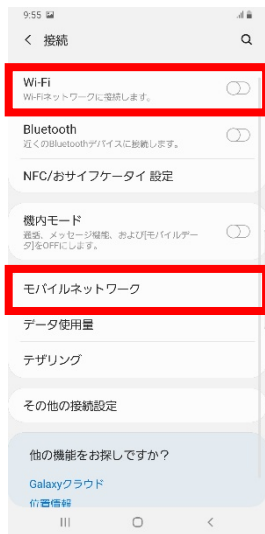 9:55
接続
Wi-Fi
Wi-Fiネットワークに接続します。
Bluetooth
近くのBluetoothデバイスに接続します。
NFC/おサイフケータイ 設定
機内モード
通話、メッセージ機能、および[モバイルデー
タ]をOFFにします。
モバイルネットワーク
データ使用量
テザリング
その他の接続設定
他の機能をお探しですか？
Galaxyクラウド
位置情報